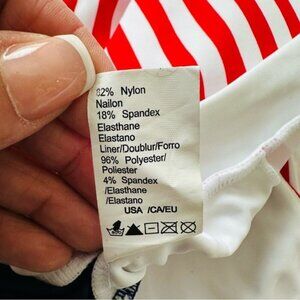 82% Nylon
Nailon
18% Spandex
Elasthane
Elastano
Liner/Doublur/Forro
96% Polyester/
Poliester
4% Spandex
/Elasthane
/Elastano
USA /CA/EU